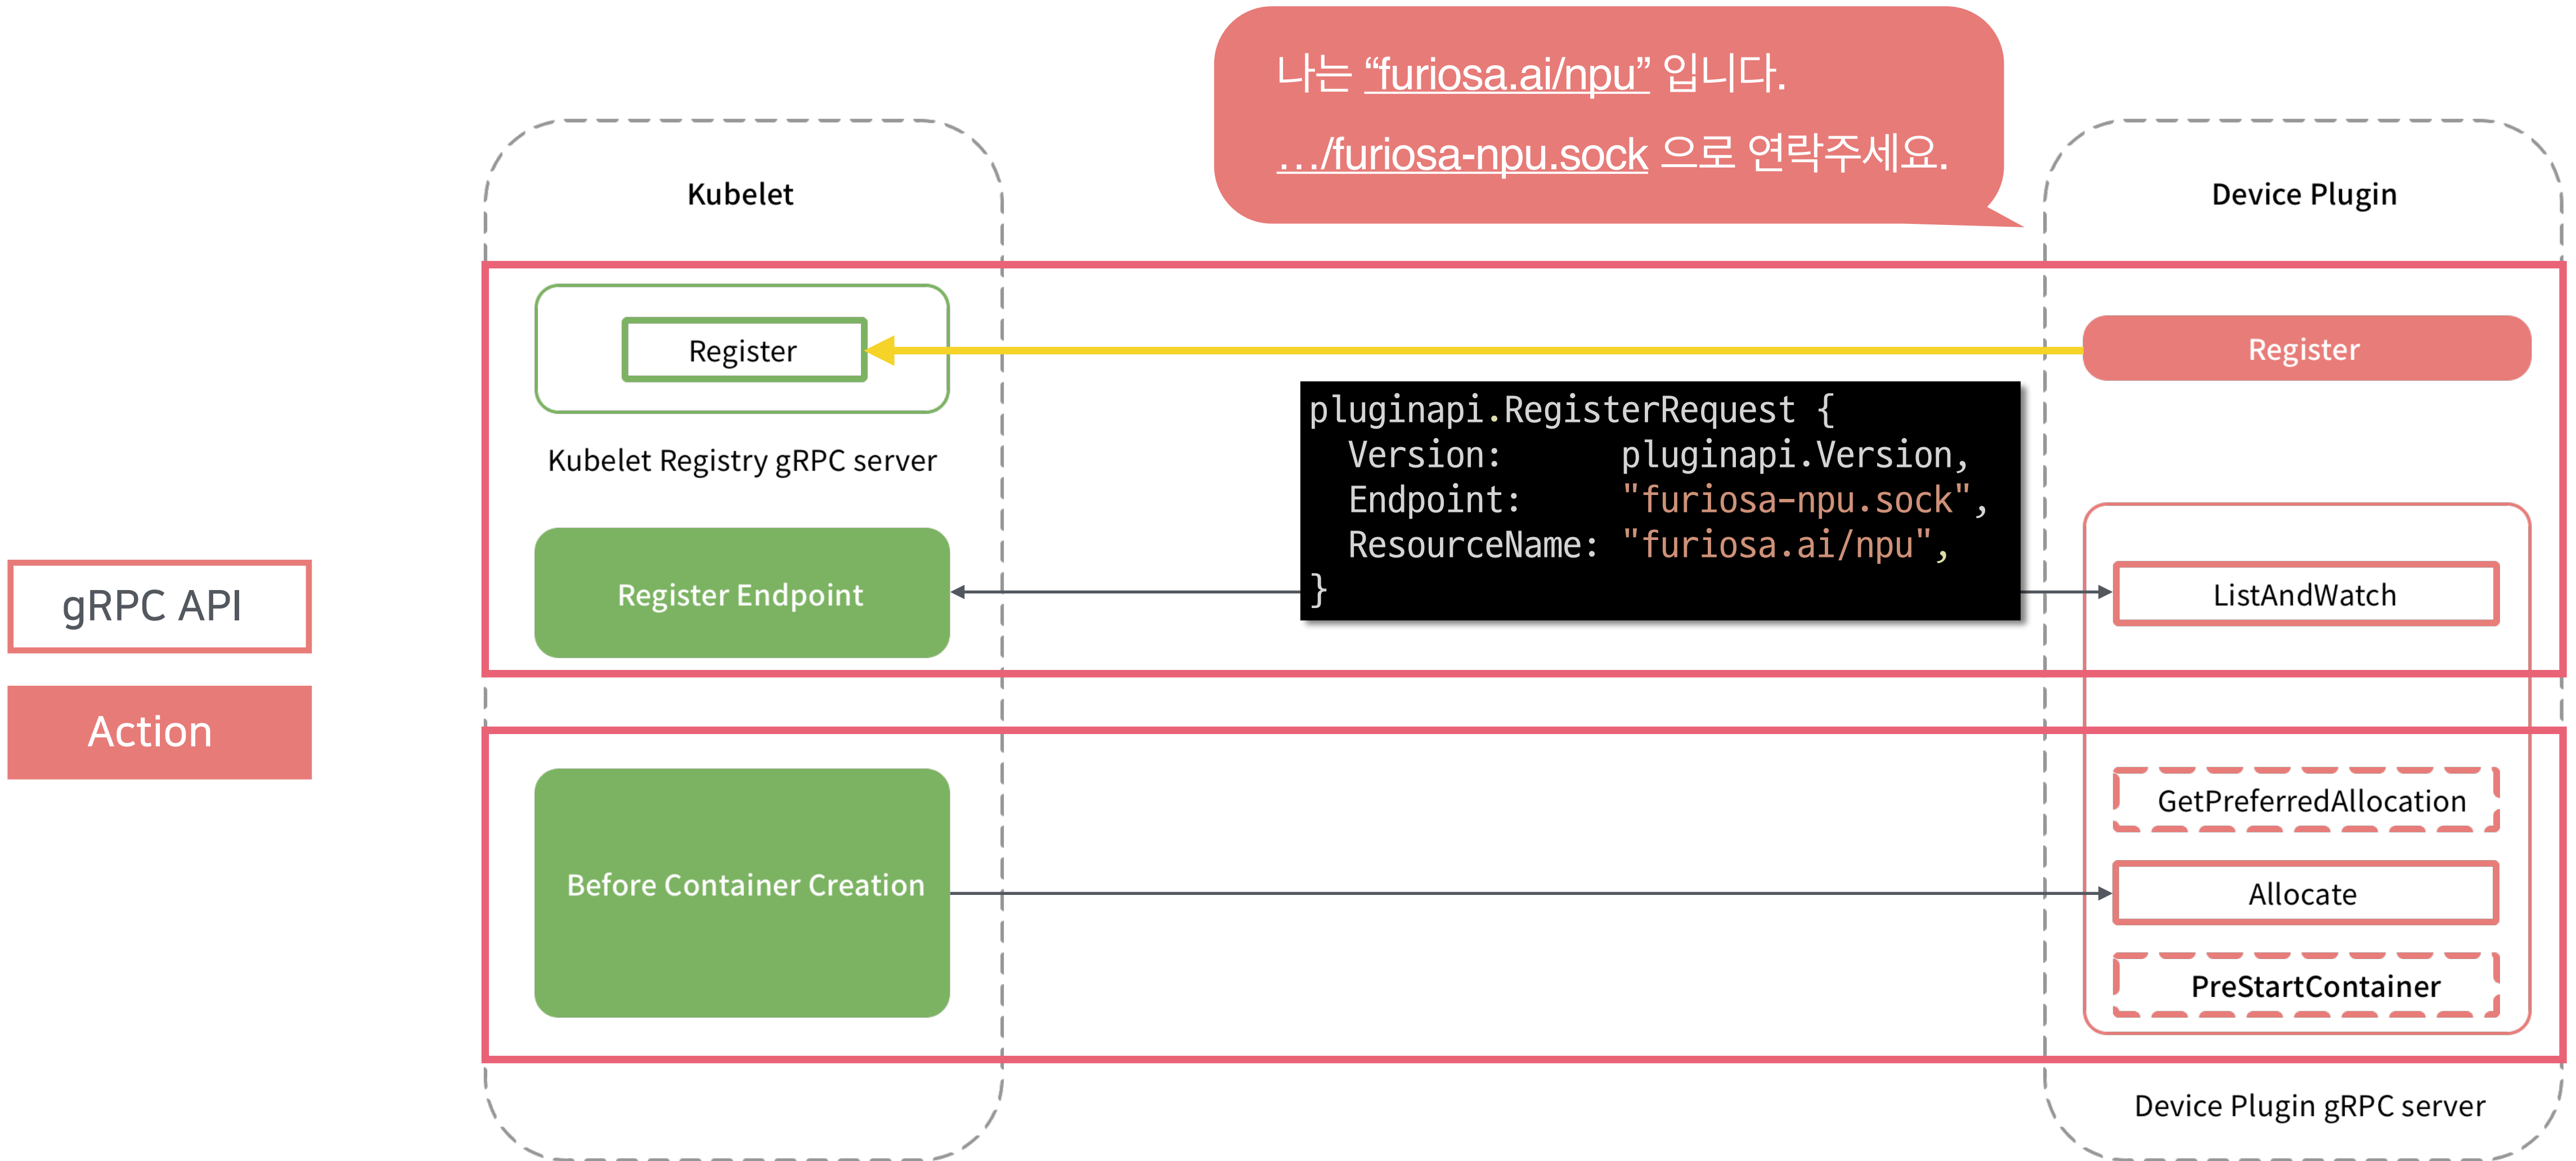 나는 “furiosa.ai/npu” 입니다.
…/furiosa-npu.sock 으로 연락주세요.
Kubelet
Device Plugin
Register
Register
Kubelet Registry gRPC server
pluginapi.RegisterRequest {
  Version:      pluginapi.Version,
  Endpoint:     "furiosa-npu.sock",
  ResourceName: "furiosa.ai/npu",
}
Register Endpoint
ListAndWatch
gRPC API
Action
Before Container Creation
GetPreferredAllocation
Allocate
PreStartContainer
Device Plugin gRPC server